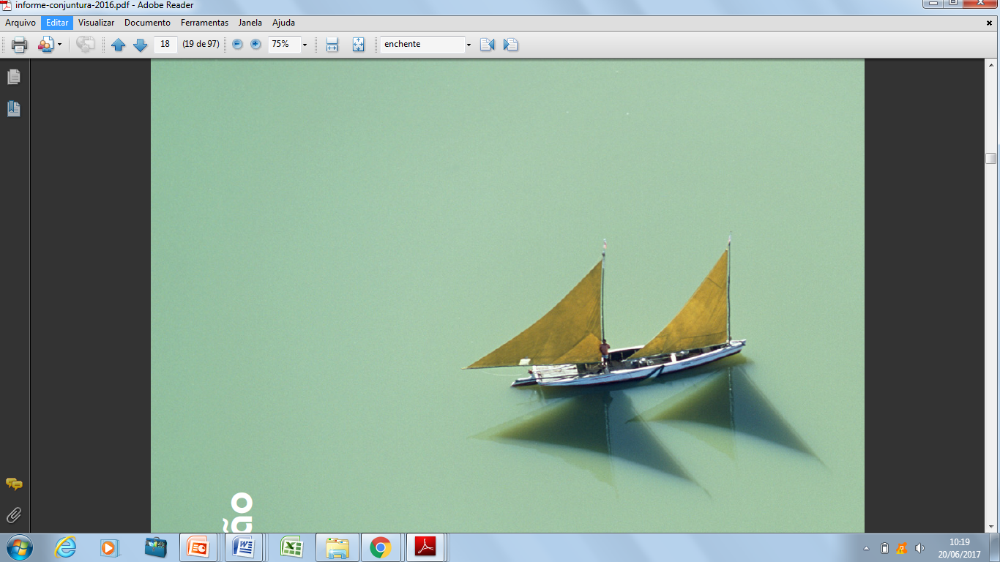 informe-conjuntura-2016.pdf - Adobe Reader
Arquivo Editar Visualizar Documento Ferramentas Janela Ajuda
18 (19 de 97) 75% enchente
ão
10:19
20/06/2017